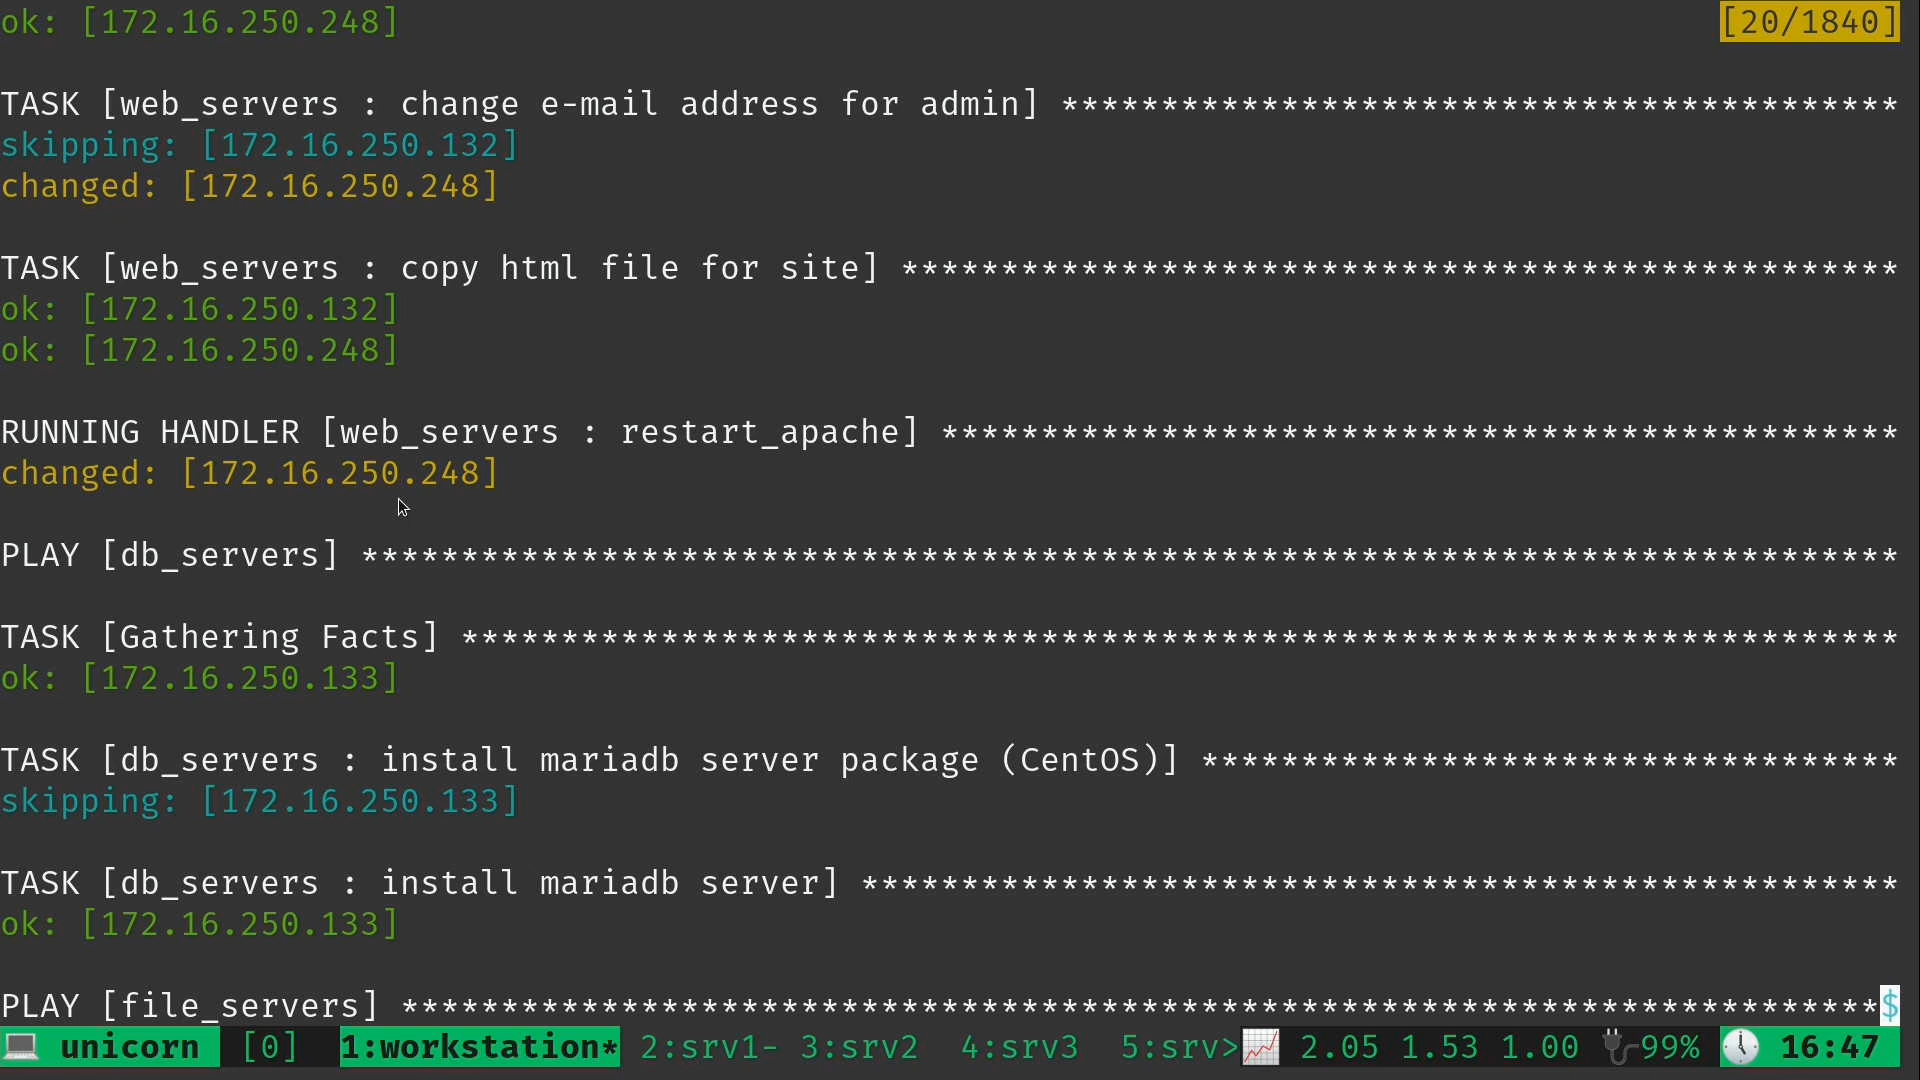 ok: [172.16.250.248] [20/1840]
TASK [web_servers : change e-mail address for admin] ******************************************
skipping: [172.16.250.132]
changed: [172.16.250.248]
TASK [web_servers : copy html file for site] **************************************************
ok: [172.16.250.132]
ok: [172.16.250.248]
RUNNING HANDLER [web_servers : restart_apache] ************************************************
changed: [172.16.250.248]
PLAY [db_servers] *****************************************************************************
TASK [Gathering Facts] ************************************************************************
ok: [172.16.250.133]
TASK [db_servers : install mariadb server package (CentOS)] ***********************************
skipping: [172.16.250.133]
TASK [db_servers : install mariadb server] ****************************************************
ok: [172.16.250.133]
PLAY [file_servers] **************************************************************************$
unicorn [0] 1:workstation* 2:srv1- 3:srv2 4:srv3 5:srv> 2.05 1.53 1.00 99% 16:47